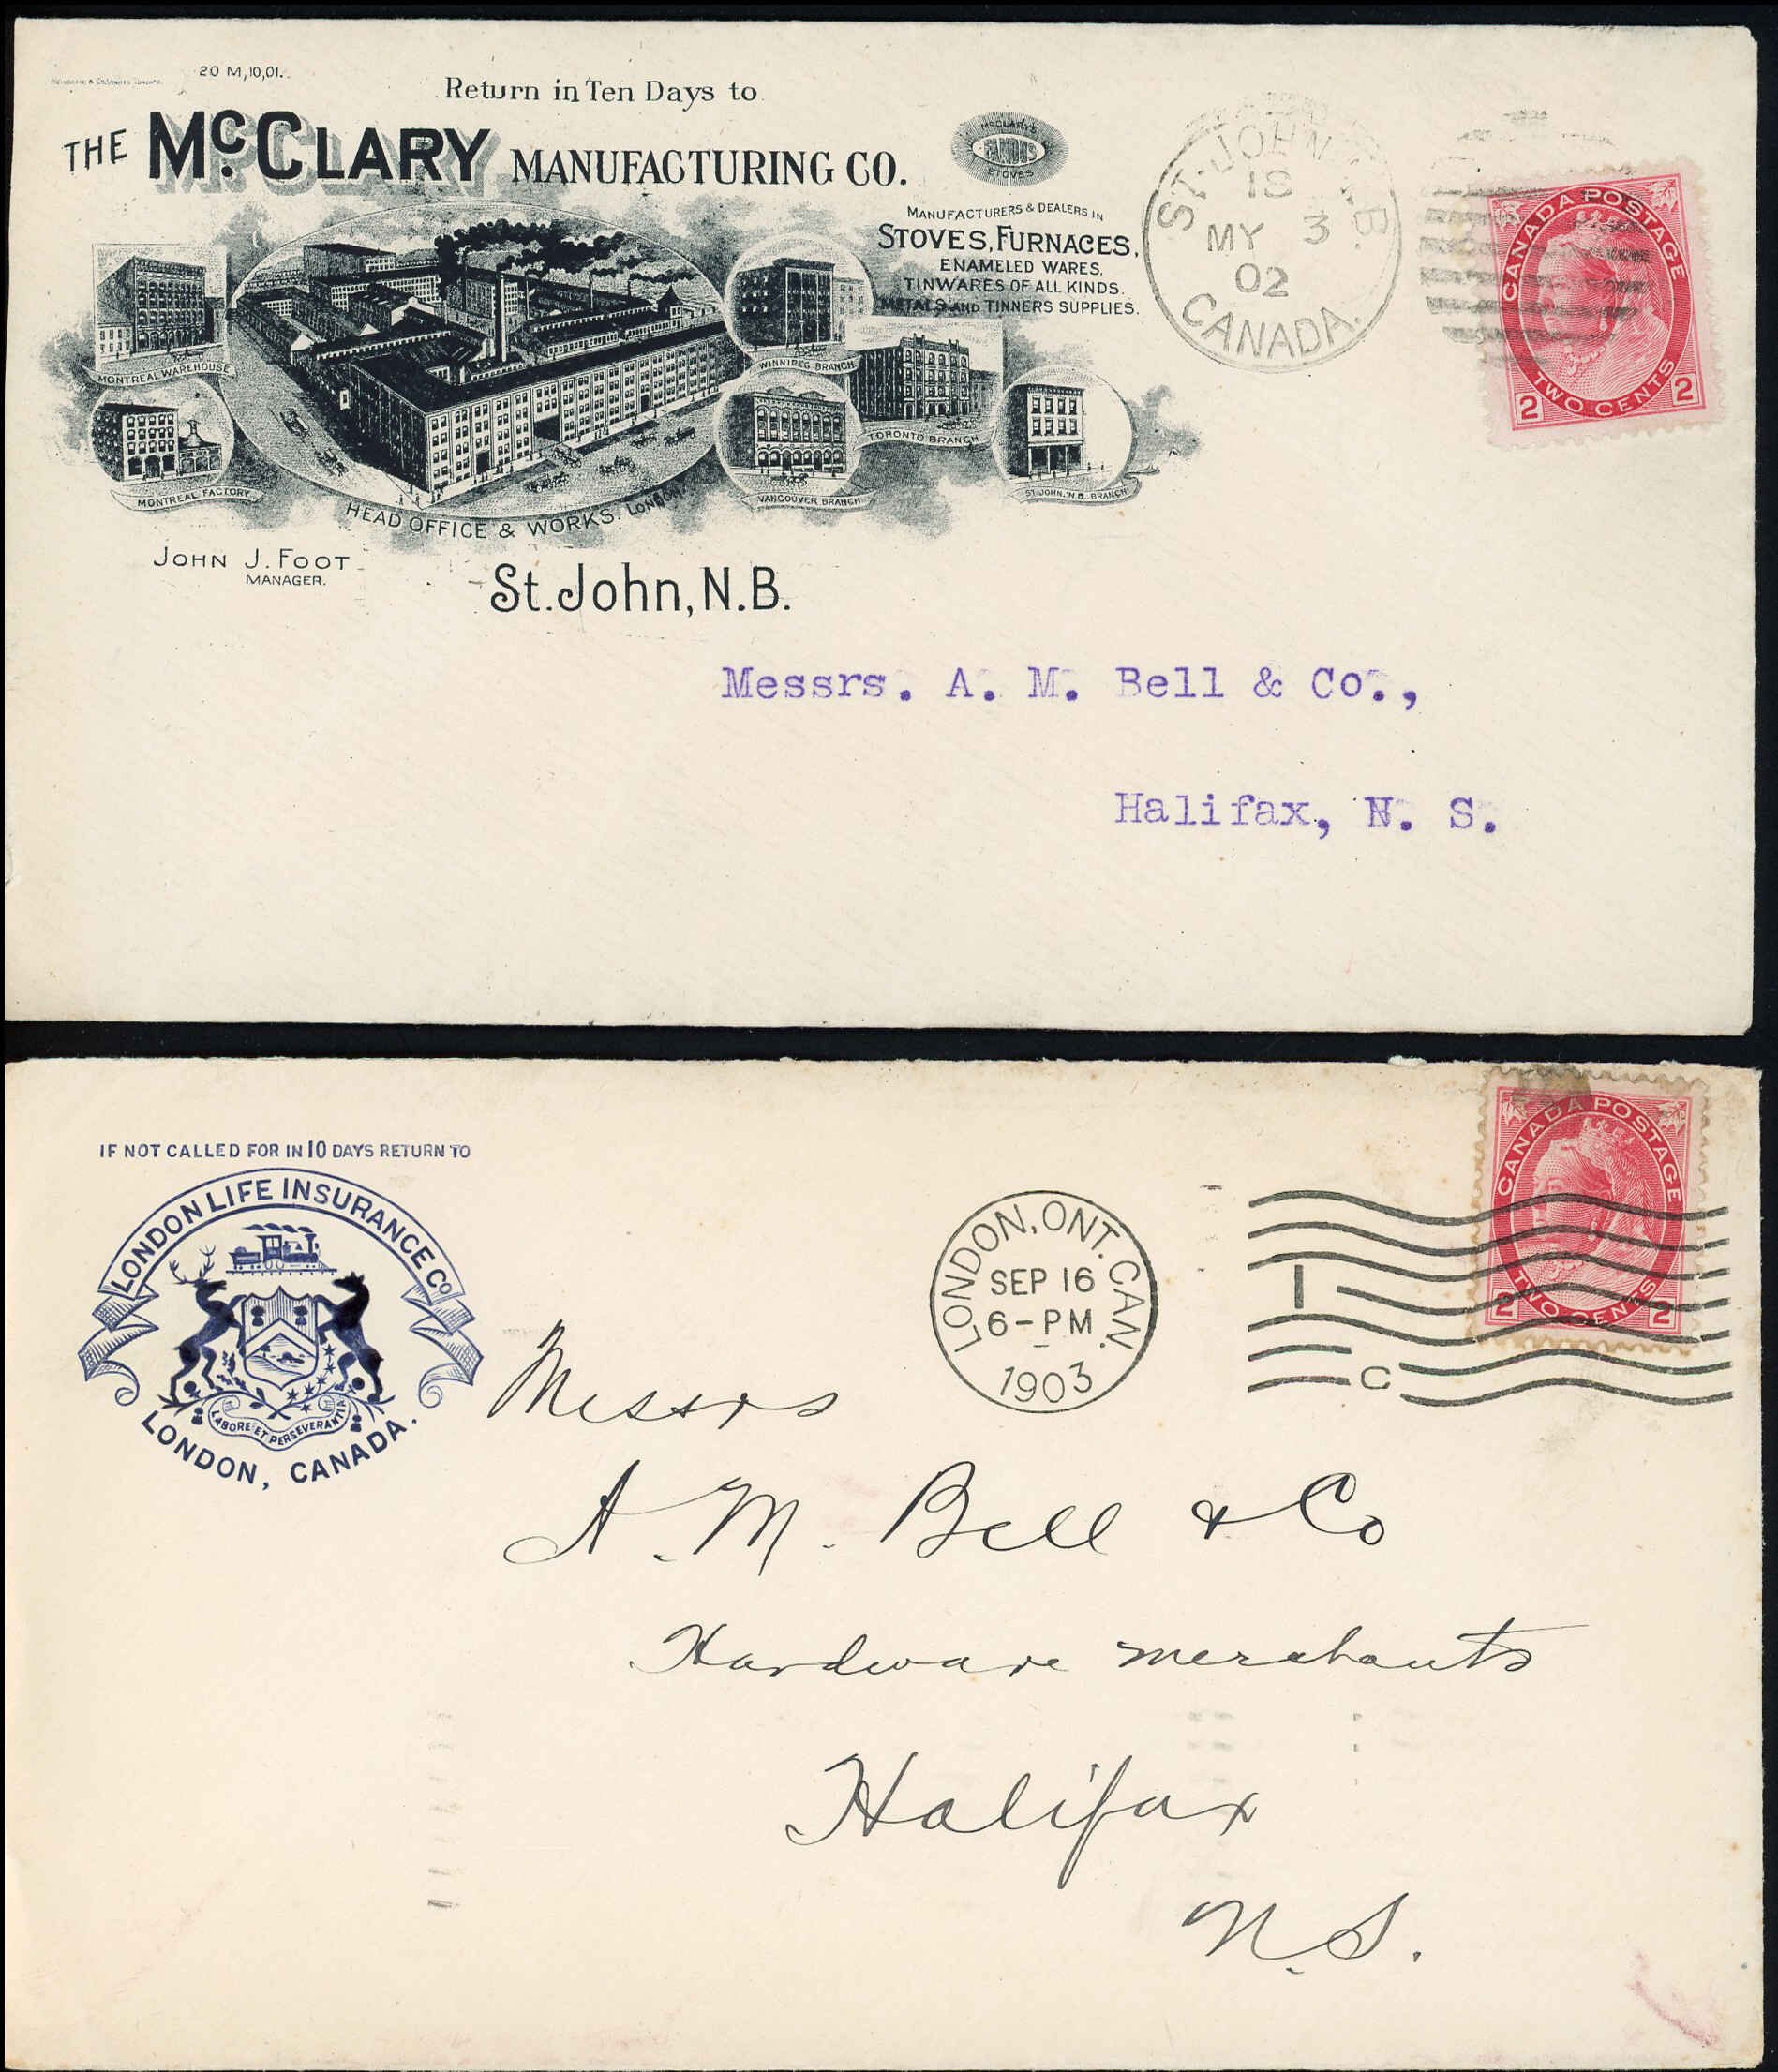 20 M,10,01.
Return in Ten Days to
THE McCLARY MANUFACTURING CO.
McCLARY'S
FAMOUS
STOVES
MANUFACTURERS & DEALERS IN
STOVES, FURNACES,
ENAMELED WARES,
TINWARES OF ALL KINDS.
METALS AND TINNERS SUPPLIES.
MONTREAL WAREHOUSE
MONTREAL FACTORY
WINNIPEG BRANCH
TORONTO BRANCH
VANCOUVER BRANCH
ST. JOHN, N.B. BRANCH
HEAD OFFICE & WORKS. LONDON.
JOHN J. FOOT
MANAGER.
St. John, N.B.
ST. JOHN N.B.
18
MY 3
02
CANADA.
CANADA POSTAGE
TWO CENTS
2 2
Messrs. A. M. Bell & Co.,
Halifax, N. S.
IF NOT CALLED FOR IN 10 DAYS RETURN TO
LONDON LIFE INSURANCE Co
LABORE ET PERSEVERANTIA
LONDON, CANADA.
LONDON, ONT. CAN.
SEP 16
6-PM
1903
I
C
CANADA POSTAGE
TWO CENTS
2 2
Messrs
A. M. Bell & Co
Hardware merchants
Halifax
N.S.